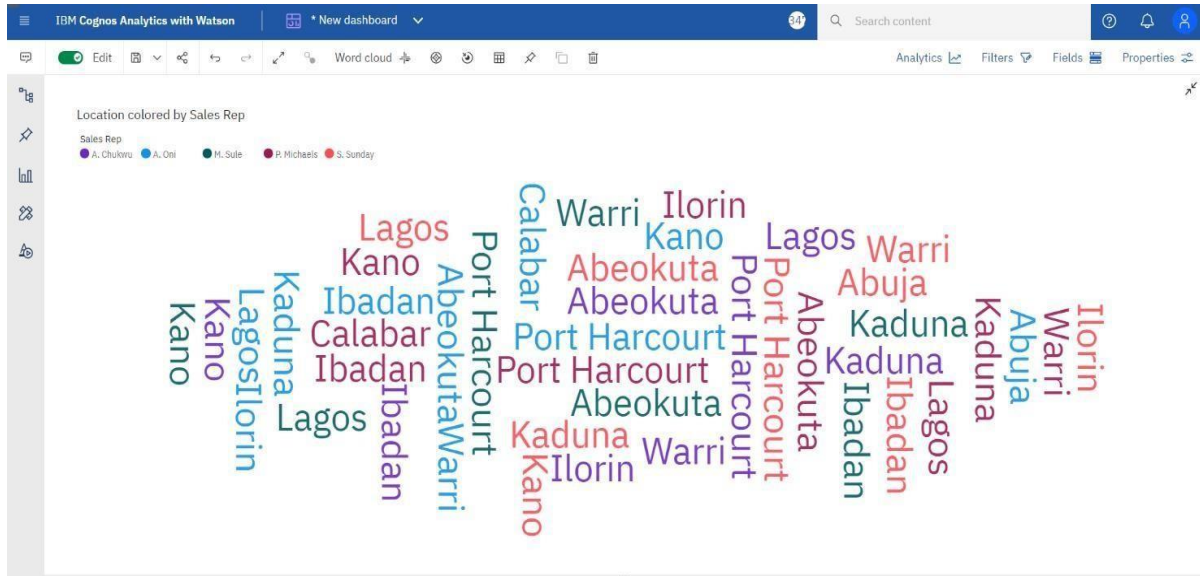 IBM Cognos Analytics with Watson
* New dashboard
Search content
Edit
Word cloud
Analytics
Filters
Fields
Properties
Location colored by Sales Rep
Sales Rep
A. Chukwu A. Oni M. Sule P. Michaels S. Sunday
Kano
Kano
Lagos
Ilorin
Kaduna
Lagos
Kano
Ibadan
Calabar
Ibadan
Lagos
Ibadan
Abeokuta
Warri
Port Harcourt
Calabar
Warri
Ilorin
Kano
Abeokuta
Abeokuta
Port Harcourt
Port Harcourt
Abeokuta
Kaduna
Kano
Ilorin
Warri
Port Harcourt
Port Harcourt
Lagos
Warri
Abuja
Abeokuta
Kaduna
Kaduna
Ibadan
Ibadan
Lagos
Kaduna
Abuja
Warri
Ilorin